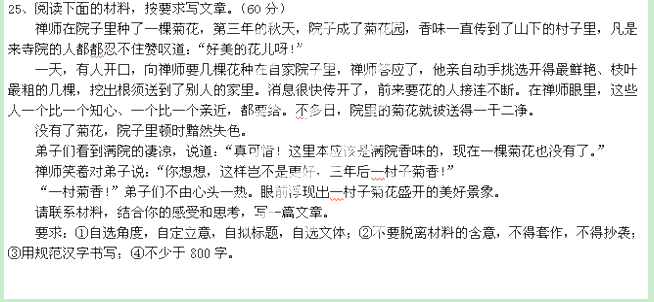 25、阅读下面的材料，按要求写文章。（60 分）
禅师在院子里种了一棵菊花，第三年的秋天，院子成了菊花园，香味一直传到了山下的村子里，凡是
来寺院的人都都忍不住赞叹道：“好美的花儿呀！”
一天，有人开口，向禅师要几棵花种在自家院子里，禅师答应了，他亲自动手挑选开得最鲜艳、枝叶
最粗的几棵，挖出根须送到了别人的家里。消息很快传开了，前来要花的人接连不断。在禅师眼里，这些
人一个比一个知心、一个比一个亲近，都要给。不多日，院里的菊花就被送得一干二净。
没有了菊花，院子里顿时黯然失色。
弟子们看到满院的凄凉，说道：“真可惜！这里本应该是满院香味的，现在一棵菊花也没有了。”
禅师笑着对弟子说：“你想想，这样岂不是更好，三年后一村子菊香！”
“一村菊香！”弟子们不由心头一热。眼前浮现出一村子菊花盛开的美好景象。
请联系材料，结合你的感受和思考，写一篇文章。
要求：①自选角度，自定立意，自拟标题，自选文体；②不要脱离材料的含意，不得套作，不得抄袭；
③用规范汉字书写；④不少于 800 字。